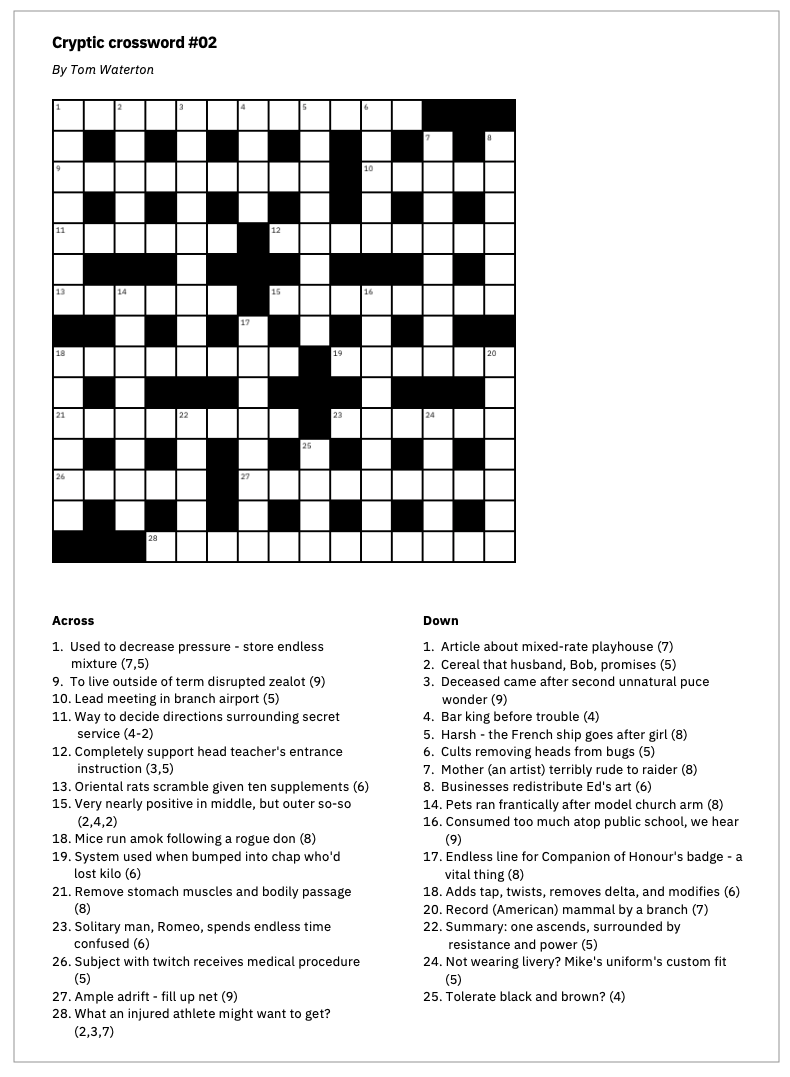 Cryptic crossword #02
By Tom Waterton
1 2 3 4 5 6
7 8
9 10
11 12
13 14 15 16
17
18 19 20
21 22 23 24
25
26 27
28
Across
1. Used to decrease pressure - store endless
mixture (7,5)
9. To live outside of term disrupted zealot (9)
10. Lead meeting in branch airport (5)
11. Way to decide directions surrounding secret
service (4-2)
12. Completely support head teacher's entrance
instruction (3,5)
13. Oriental rats scramble given ten supplements (6)
15. Very nearly positive in middle, but outer so-so
(2,4,2)
18. Mice run amok following a rogue don (8)
19. System used when bumped into chap who'd
lost kilo (6)
21. Remove stomach muscles and bodily passage
(8)
23. Solitary man, Romeo, spends endless time
confused (6)
26. Subject with twitch receives medical procedure
(5)
27. Ample adrift - fill up net (9)
28. What an injured athlete might want to get?
(2,3,7)
Down
1. Article about mixed-rate playhouse (7)
2. Cereal that husband, Bob, promises (5)
3. Deceased came after second unnatural puce
wonder (9)
4. Bar king before trouble (4)
5. Harsh - the French ship goes after girl (8)
6. Cults removing heads from bugs (5)
7. Mother (an artist) terribly rude to raider (8)
8. Businesses redistribute Ed's art (6)
14. Pets ran frantically after model church arm (8)
16. Consumed too much atop public school, we hear
(9)
17. Endless line for Companion of Honour's badge - a
vital thing (8)
18. Adds tap, twists, removes delta, and modifies (6)
20. Record (American) mammal by a branch (7)
22. Summary: one ascends, surrounded by
resistance and power (5)
24. Not wearing livery? Mike's uniform's custom fit
(5)
25. Tolerate black and brown? (4)